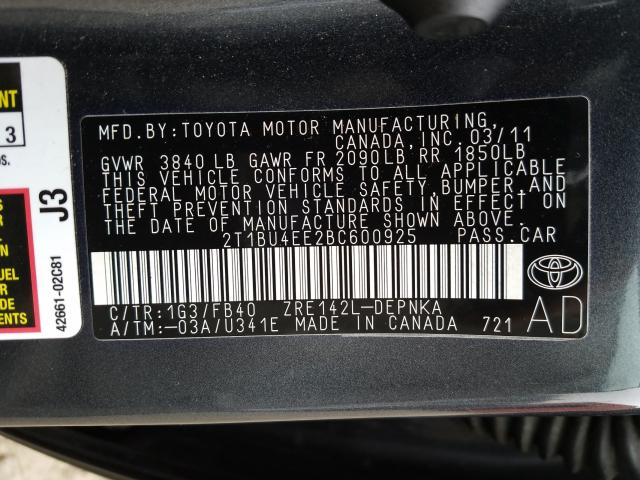 MFD.BY:TOYOTA MOTOR MANUFACTURING,
CANADA,INC.03/11
GVWR 3840 LB GAWR FR 2090LB RR 1850LB
THIS VEHICLE CONFORMS TO ALL APPLICABLE
FEDERAL MOTOR VEHICLE SAFETY,BUMPER,AND
THEFT PREVENTION STANDARDS IN EFFECT ON
THE DATE OF MANUFACTURE SHOWN ABOVE.
2T1BU4EE2BC600925 PASS.CAR
C/TR:1G3/FB40 ZRE142L-DEPNKA
A/TM:-03A/U341E MADE IN CANADA 721
AD
J3
42661-02C81
3